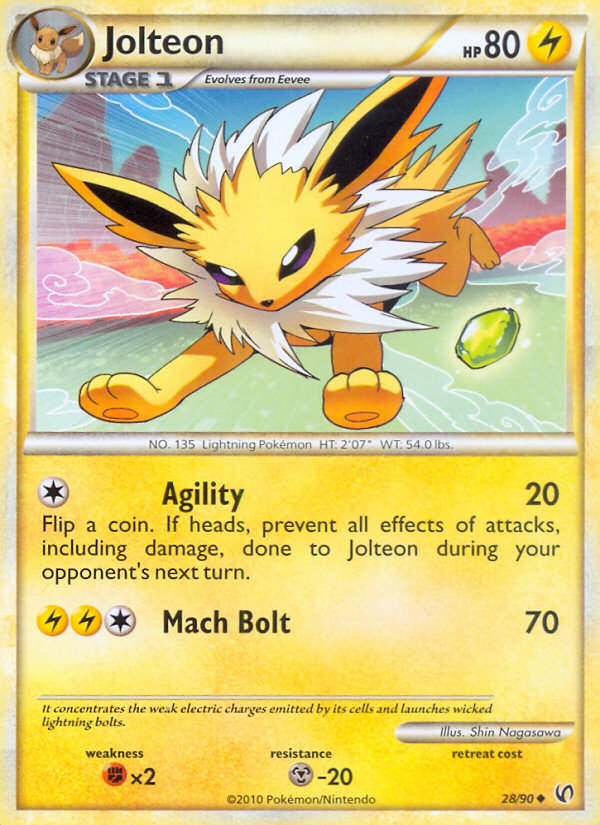 Jolteon
HP 80
STAGE 1
Evolves from Eevee
NO. 135 Lightning Pokémon HT: 2'07" WT: 54.0 lbs.
Agility 20
Flip a coin. If heads, prevent all effects of attacks,
including damage, done to Jolteon during your
opponent's next turn.
Mach Bolt 70
It concentrates the weak electric charges emitted by its cells and launches wicked
lightning bolts.
Illus. Shin Nagasawa
weakness resistance retreat cost
×2 -20
©2010 Pokémon/Nintendo 28/90